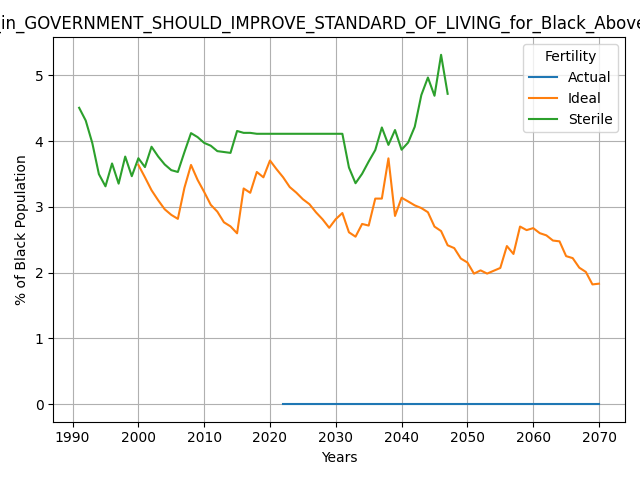 _in_GOVERNMENT_SHOULD_IMPROVE_STANDARD_OF_LIVING_for_Black_Above
Fertility
Actual
Ideal
Sterile
% of Black Population
5
4
3
2
1
0
1990 2000 2010 2020 2030 2040 2050 2060 2070
Years